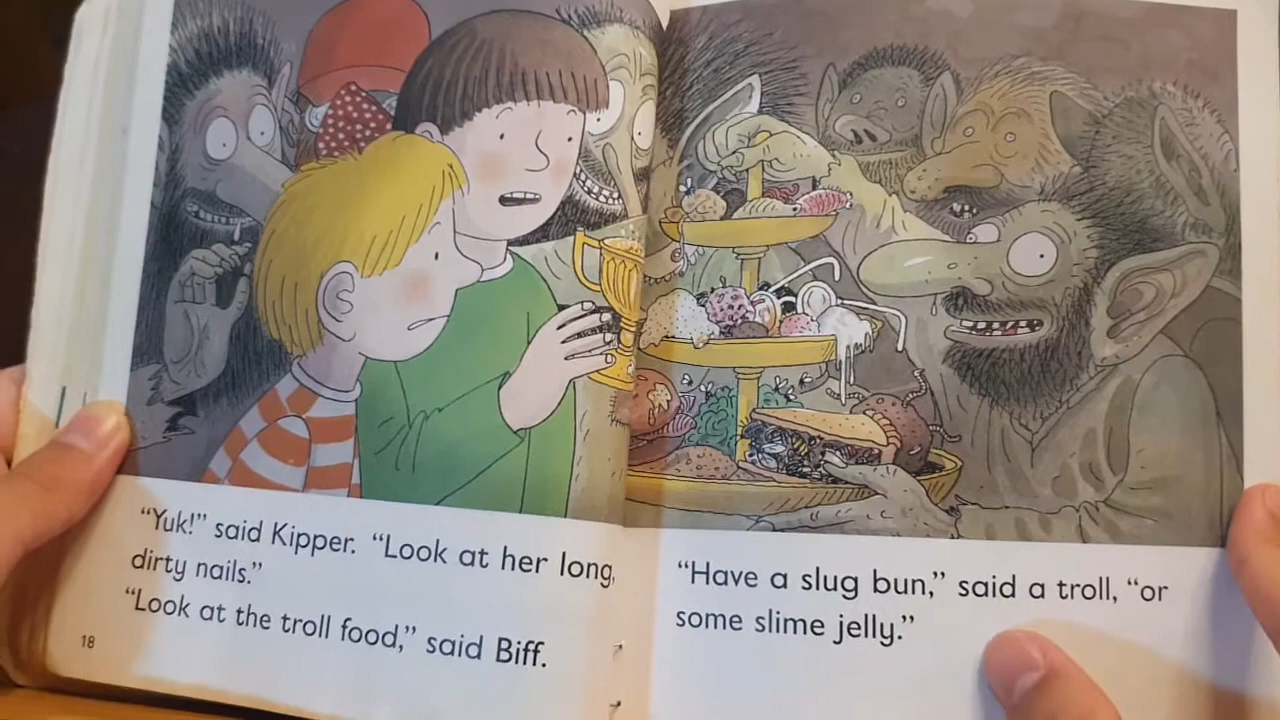 “Yuk!” said Kipper. “Look at her long,
dirty nails.”
“Look at the troll food,” said Biff.
18
“Have a slug bun,” said a troll, “or
some slime jelly.”